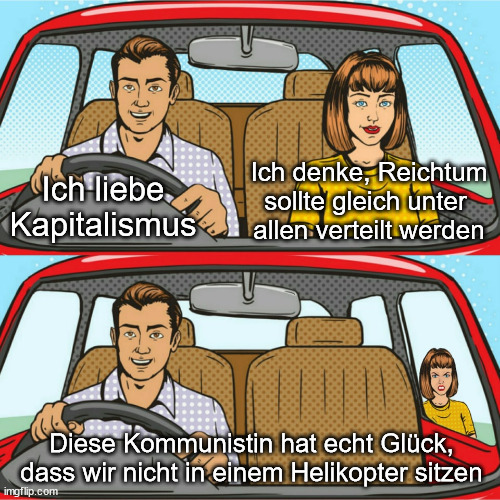 Ich liebe
Kapitalismus
Ich denke, Reichtum
sollte gleich unter
allen verteilt werden
Diese Kommunistin hat echt Glück,
dass wir nicht in einem Helikopter sitzen
imgflip.com